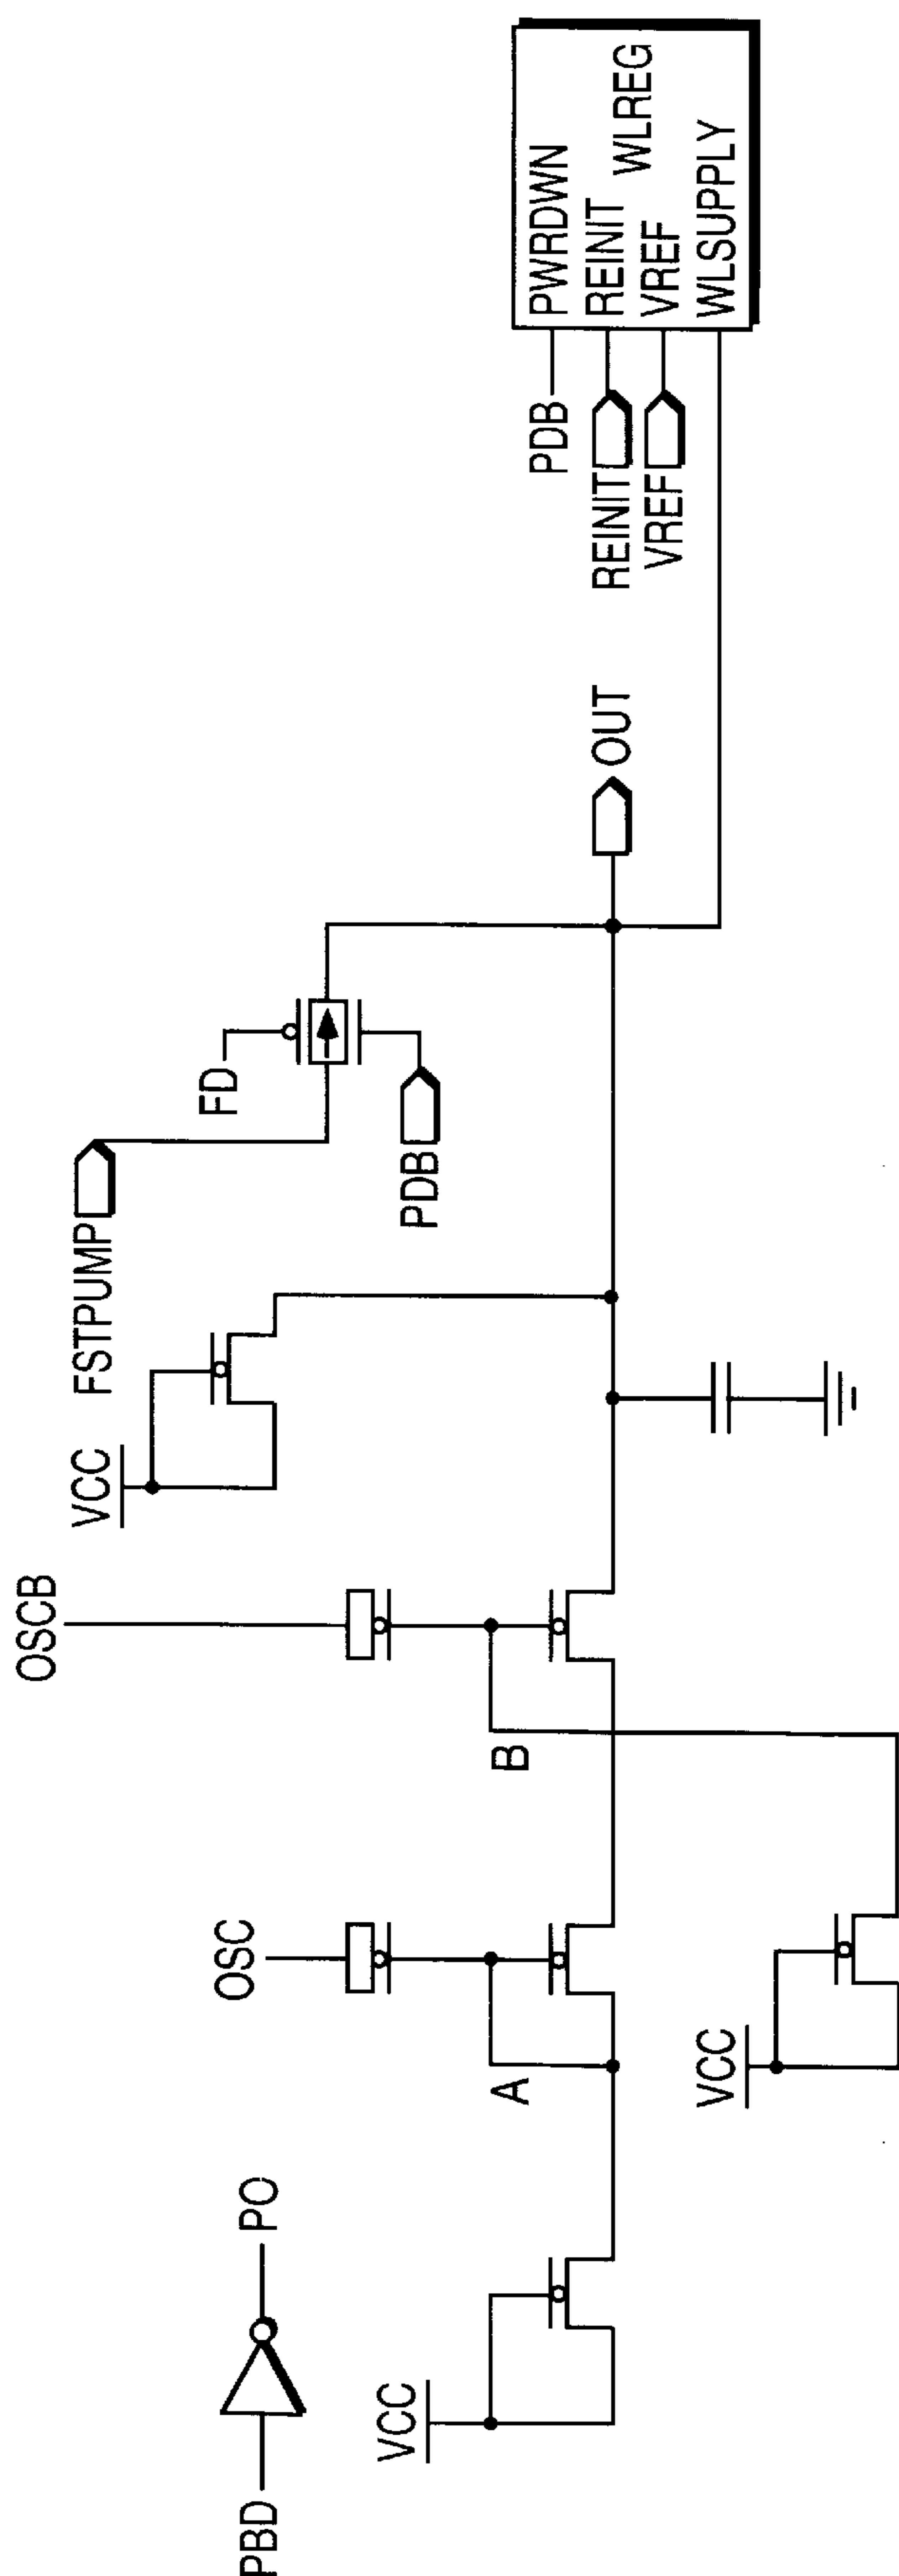 PBD
PO
VCC
A
OSC
VCC
B
OSCB
VCC
FSTPUMP
FD
PDB
OUT
PDB
REINIT
VREF
PWRDWN
REINIT
WLREG
VREF
WLSUPPLY